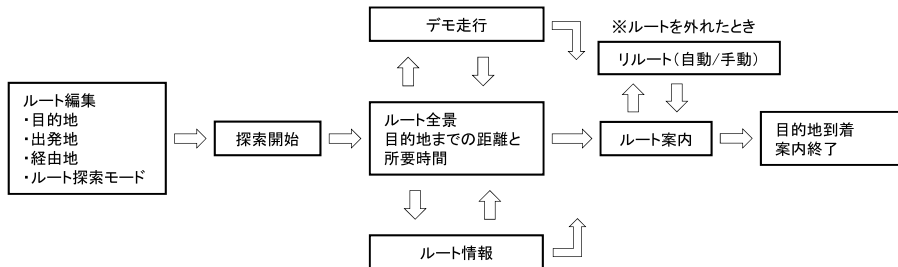 デモ走行
※ルートを外れたとき
リルート(自動/手動)
ルート編集
・目的地
・出発地
・経由地
・ルート探索モード
探索開始
ルート全景
目的地までの距離と
所要時間
ルート案内
目的地到着
案内終了
ルート情報